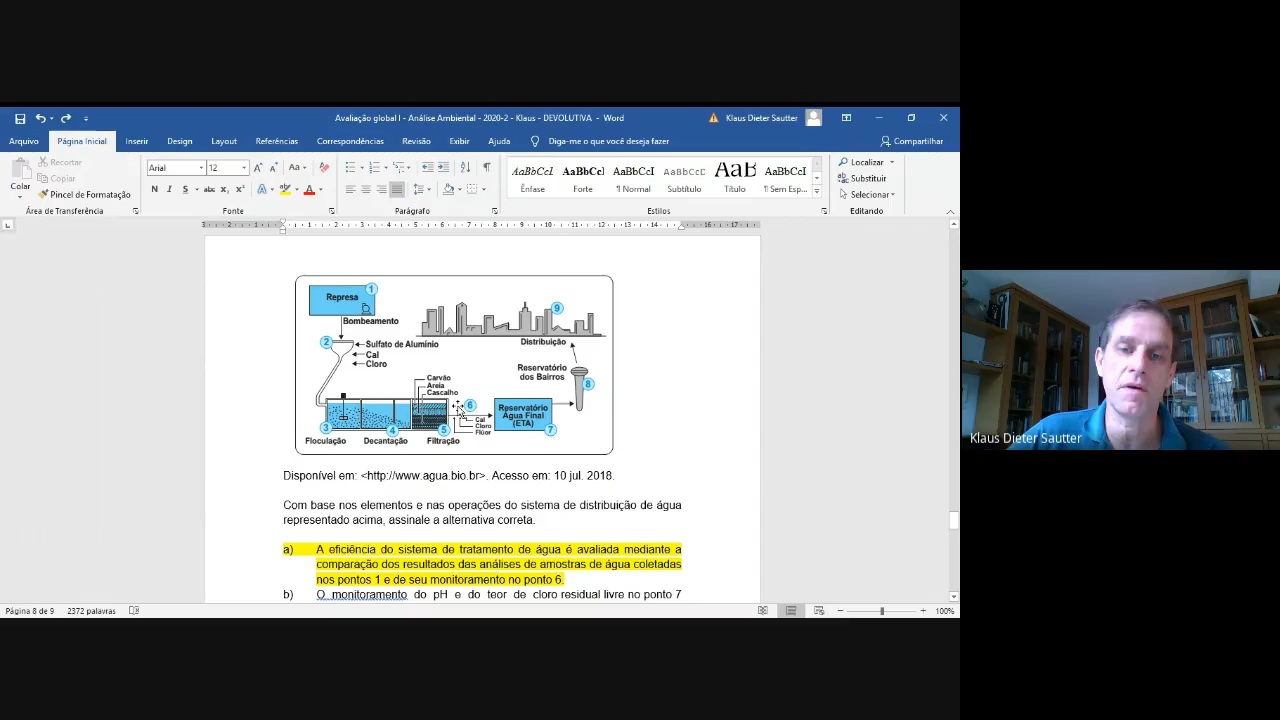 Avaliação global I - Análise Ambiental - 2020-2 - Klaus - DEVOLUTIVA - Word
Klaus Dieter Sautter
Arquivo
Página Inicial
Inserir
Design
Layout
Referências
Correspondências
Revisão
Exibir
Ajuda
Diga-me o que você deseja fazer
Compartilhar
Colar
Recortar
Copiar
Pincel de Formatação
Área de Transferência
Arial
12
Fonte
Parágrafo
AaBbCcI
AaBbCcl
AaBbCcI
AaBbCcD
AaB
AaBbCcI
Ênfase
Forte
¶ Normal
Subtítulo
Título
¶ Sem Esp...
Estilos
Localizar
Substituir
Selecionar
Editando
Represa
1
Bombeamento
2
Sulfato de Alumínio
Cal
Cloro
Carvão
Areia
Cascalho
3
4
5
6
Floculação
Decantação
Filtração
Cal
Cloro
Flúor
Reservatório
Água Final
(ETA)
7
Reservatório
dos Bairros
8
Distribuição
9
Disponível em: <http://www.agua.bio.br>. Acesso em: 10 jul. 2018.
Com base nos elementos e nas operações do sistema de distribuição de água
representado acima, assinale a alternativa correta.
a) A eficiência do sistema de tratamento de água é avaliada mediante a
comparação dos resultados das análises de amostras de água coletadas
nos pontos 1 e de seu monitoramento no ponto 6.
b) O monitoramento do pH e do teor de cloro residual livre no ponto 7
Página 8 de 9
2372 palavras
100%
Klaus Dieter Sautter